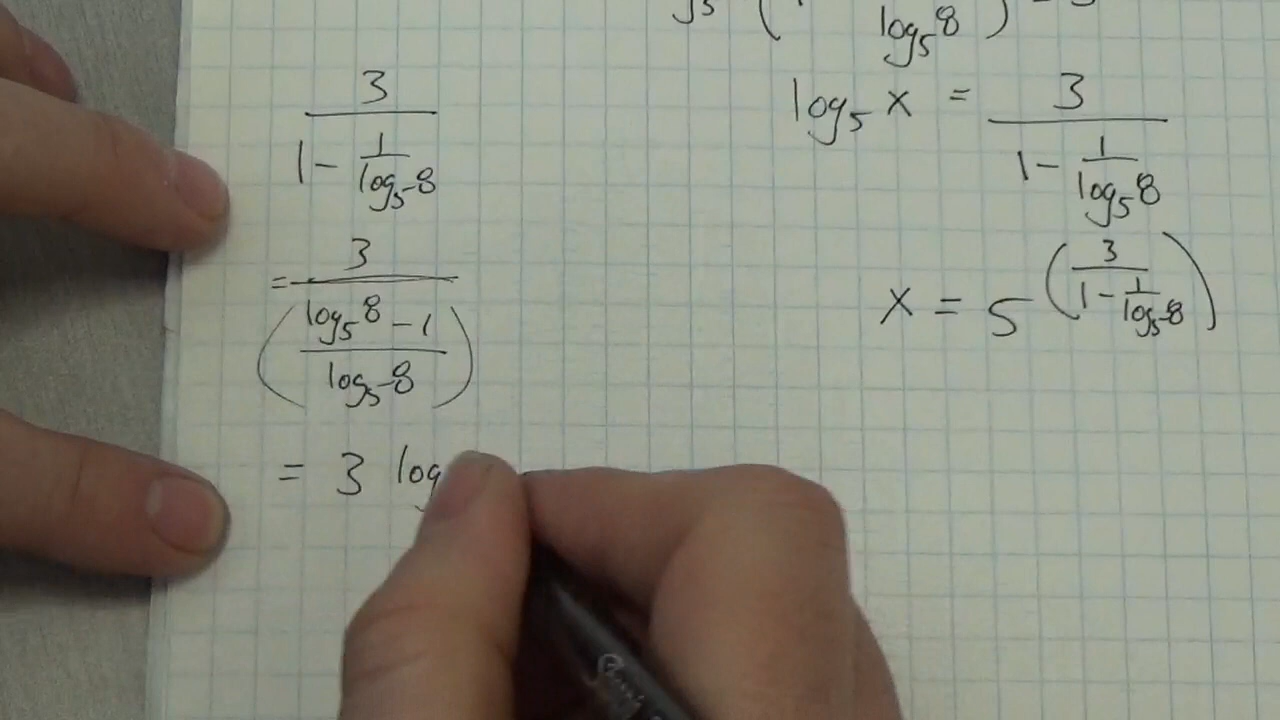 log₅8
3
1 - 1/log₅8
= 3
(log₅8 - 1 / log₅8)
= 3 log
log₅ x = 3 / (1 - 1/log₅8)
x = 5^(3 / (1 - 1/log₅8))